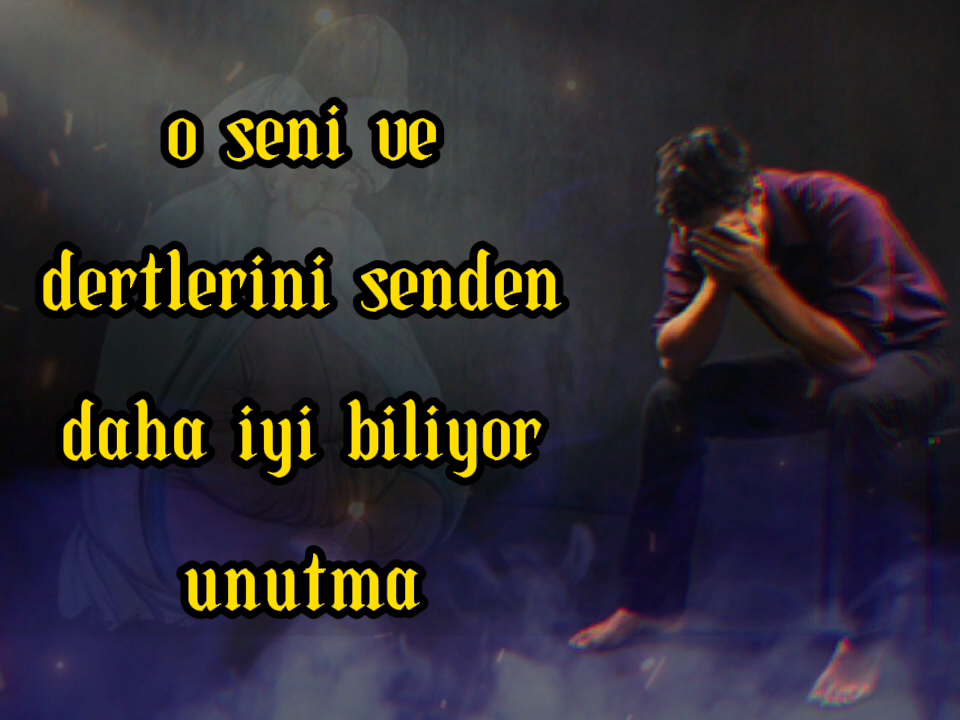 o seni ve
dertlerini senden
daha iyi biliyor
unutma